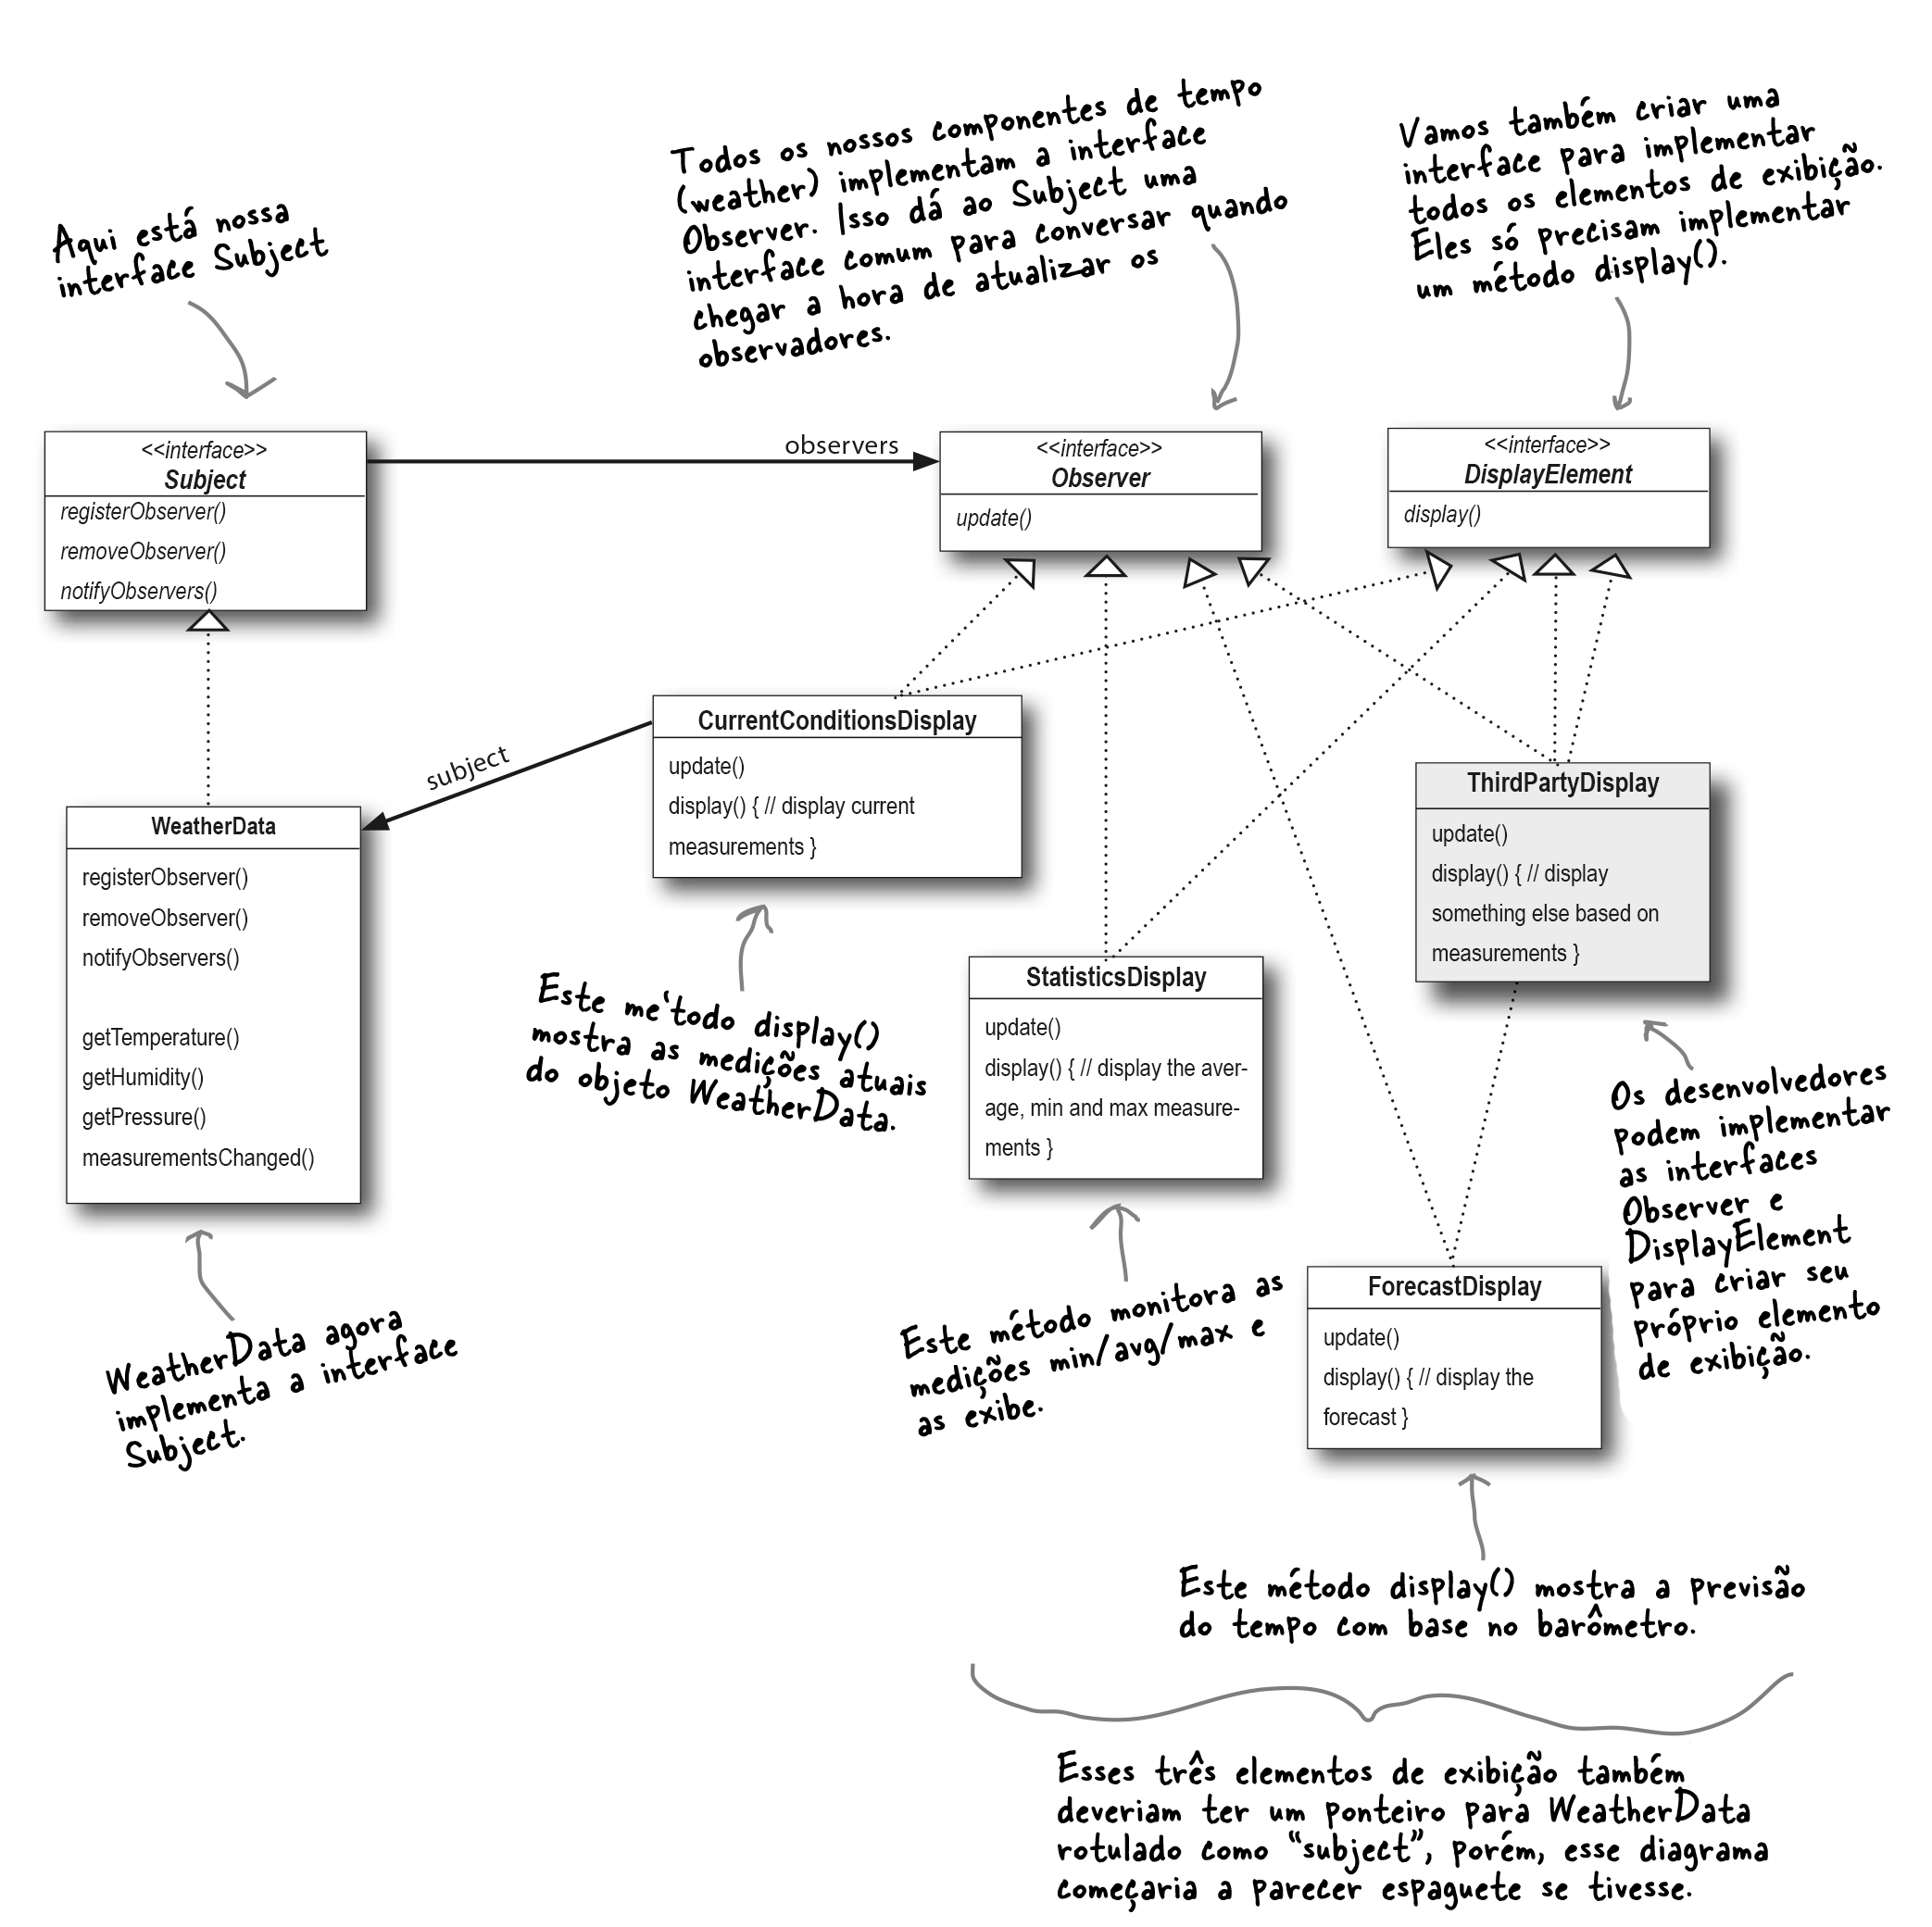 Aqui está nossa
interface Subject
Todos os nossos componentes de tempo
(weather) implementam a interface
Observer. Isso dá ao Subject uma
interface comum para conversar quando
chegar a hora de atualizar os
observadores.
Vamos também criar uma
interface para implementar
todos os elementos de exibição.
Eles só precisam implementar
um método display().
<<interface>>
Subject
registerObserver()
removeObserver()
notifyObservers()
observers
<<interface>>
Observer
update()
<<interface>>
DisplayElement
display()
subject
CurrentConditionsDisplay
update()
display() { // display current
measurements }
ThirdPartyDisplay
update()
display() { // display
something else based on
measurements }
WeatherData
registerObserver()
removeObserver()
notifyObservers()
getTemperature()
getHumidity()
getPressure()
measurementsChanged()
Este me'todo display()
mostra as medições atuais
do objeto WeatherData.
StatisticsDisplay
update()
display() { // display the aver-
age, min and max measure-
ments }
Os desenvolvedores
podem implementar
as interfaces
Observer e
DisplayElement
para criar seu
próprio elemento
de exibição.
WeatherData agora
implementa a interface
Subject.
Este método monitora as
medições min/avg/max e
as exibe.
ForecastDisplay
update()
display() { // display the
forecast }
Este método display() mostra a previsão
do tempo com base no barômetro.
Esses três elementos de exibição também
deveriam ter um ponteiro para WeatherData
rotulado como “subject”, porém, esse diagrama
começaria a parecer espaguete se tivesse.